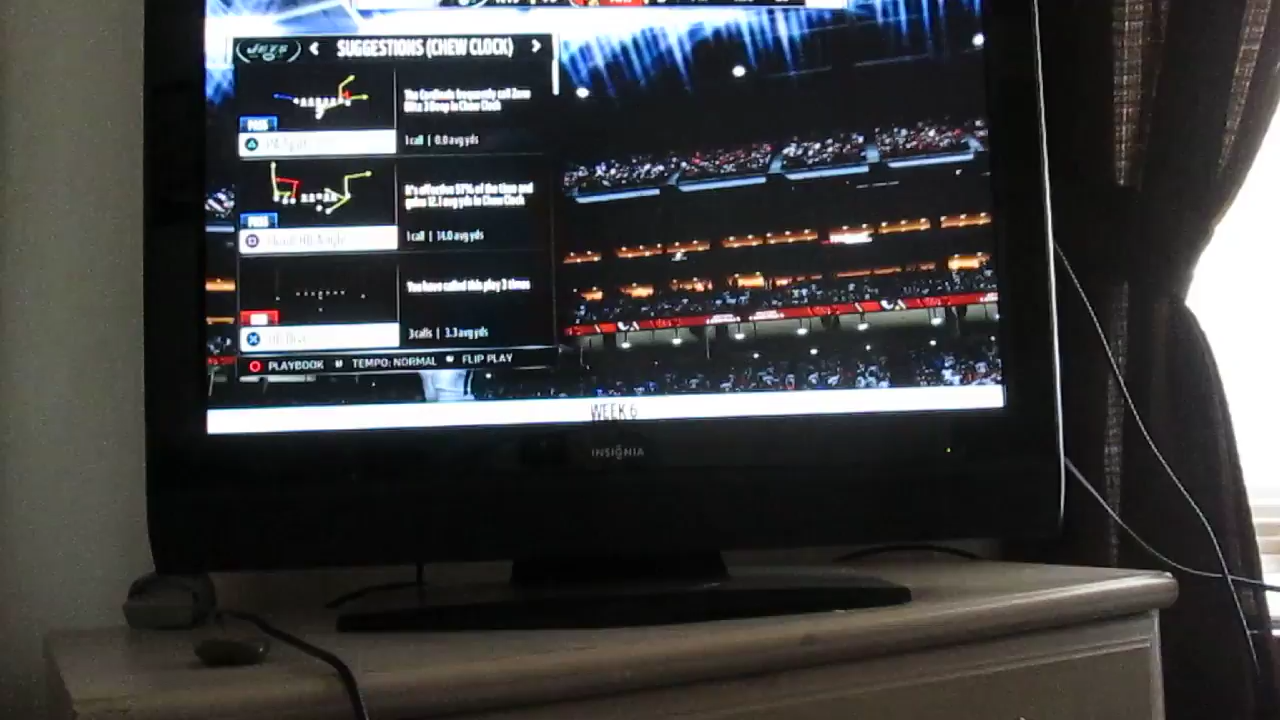 JETS
SUGGESTIONS (CHEW CLOCK)
The Cardinals frequently call Zone
Blitz 3 Deep in Chew Clock
PASS
1 call | 0.0 avg yds
It's effective 57% of the time and
gains 12.1 avg yds in Chew Clock
PASS
1 call | 14.0 avg yds
You have called this play 3 times
3 calls | 3.3 avg yds
PLAYBOOK TEMPO: NORMAL FLIP PLAY
WEEK 6
INSIGNIA